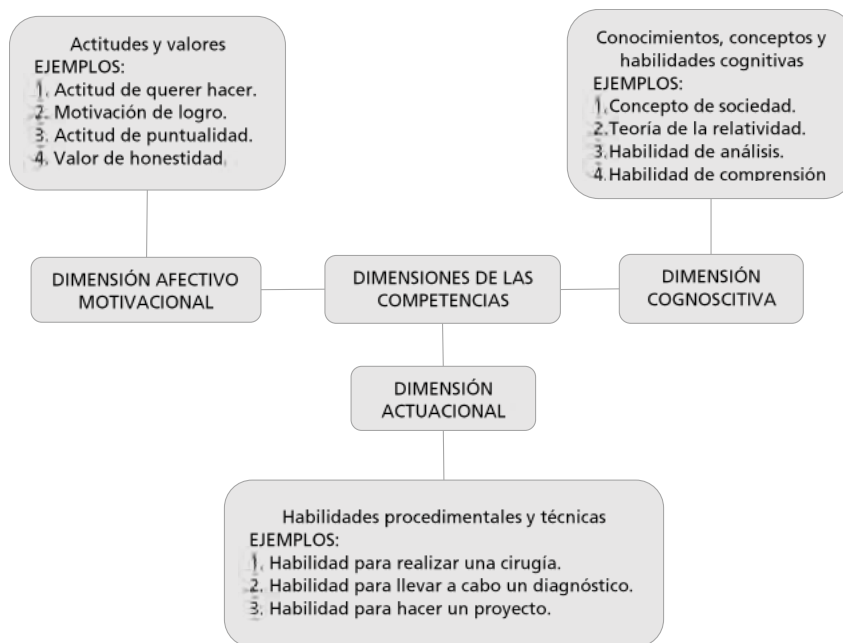 Actitudes y valores
EJEMPLOS:
1. Actitud de querer hacer.
2. Motivación de logro.
3. Actitud de puntualidad.
4. Valor de honestidad.
Conocimientos, conceptos y
habilidades cognitivas
EJEMPLOS:
1.Concepto de sociedad.
2.Teoría de la relatividad.
3.Habilidad de análisis.
4.Habilidad de comprensión
DIMENSIÓN AFECTIVO
MOTIVACIONAL
DIMENSIONES DE LAS
COMPETENCIAS
DIMENSIÓN
COGNOSCITIVA
DIMENSIÓN
ACTUACIONAL
Habilidades procedimentales y técnicas
EJEMPLOS:
1. Habilidad para realizar una cirugía.
2. Habilidad para llevar a cabo un diagnóstico.
3. Habilidad para hacer un proyecto.